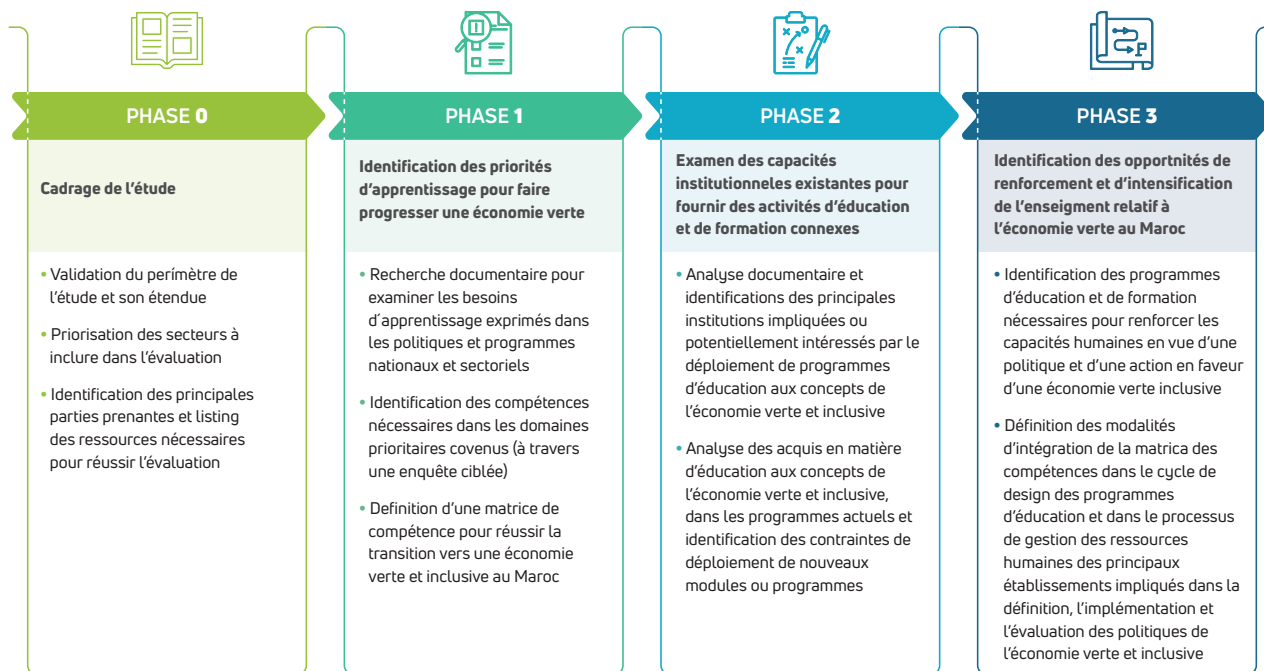 PHASE 0
Cadrage de l'étude
• Validation du perímètre de
l'étude et son étendue
• Priorisation des secteurs à
inclure dans l'évaluation
• Identification des principales
parties prenantes et listing
des ressources nécessaires
pour réussir l'évaluation
PHASE 1
Identification des priorités
d'apprentissage pour faire
progresser une économie verte
• Recherche documentaire pour
examiner les besoins
d´apprentissage exprimés dans
les politiques et programmes
nationaux et sectoriels
• Identification des compétences
nécessaires dans les domaines
prioritaires covenus (à travers
une enquête ciblée)
• Definition d'une matrice de
compétence pour réussir la
transition vers une économie
verte et inclusive au Maroc
PHASE 2
Examen des capacités
institutionneles existantes pour
fournir des activités d'éducation
et de formation connexes
• Analyse documentaire et
identifications des principales
institutions impliquées ou
potentiellement intéressés par le
déploiement de programmes
d'éducation aux concepts de
l'économie verte et inclusive
• Analyse des acquis en matière
d'éducation aux concepts de
l'économie verte et inclusive,
dans les programmes actuels et
identification des contraintes de
déploiement de nouveaux
modules ou programmes
PHASE 3
Identification des opportnités de
renforcement et d'intensification
de l'enseigment relatif à
l'économie verte au Maroc
• Identification des programmes
d'éducation et de formation
nécessaires pour renforcer les
capacités humaines en vue d'une
politique et d'une action en faveur
d'une économie verte inclusive
• Définition des modalités
d'intégration de la matrica des
compétences dans le cycle de
design des programmes
d'éducation et dans le processus
de gestion des ressources
humaines des principaux
établissements impliqués dans la
définition, l'implémentation et
l'évaluation des politiques de
l'économie verte et inclusive